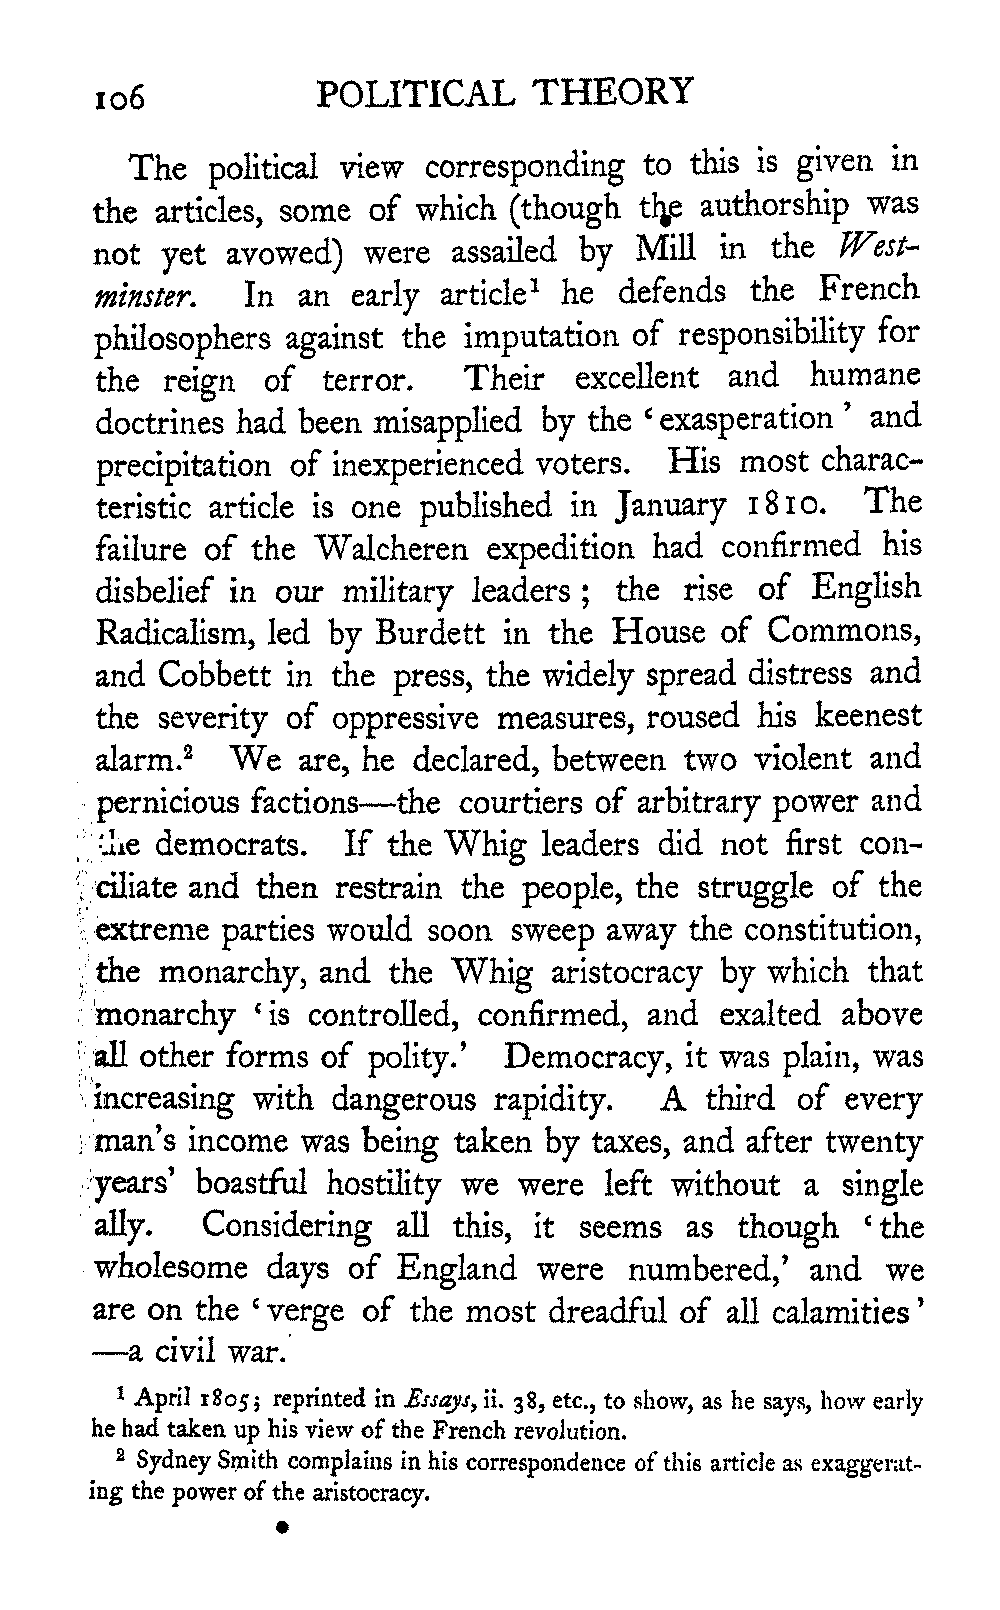 106 POLITICAL THEORY
The political view corresponding to this is given in
the articles, some of which (though the authorship was
not yet avowed) were assailed by Mill in the West-
minster. In an early article¹ he defends the French
philosophers against the imputation of responsibility for
the reign of terror. Their excellent and humane
doctrines had been misapplied by the ‘exasperation’ and
precipitation of inexperienced voters. His most charac-
teristic article is one published in January 1810. The
failure of the Walcheren expedition had confirmed his
disbelief in our military leaders; the rise of English
Radicalism, led by Burdett in the House of Commons,
and Cobbett in the press, the widely spread distress and
the severity of oppressive measures, roused his keenest
alarm.² We are, he declared, between two violent and
pernicious factions—the courtiers of arbitrary power and
the democrats. If the Whig leaders did not first con-
ciliate and then restrain the people, the struggle of the
extreme parties would soon sweep away the constitution,
the monarchy, and the Whig aristocracy by which that
monarchy ‘is controlled, confirmed, and exalted above
all other forms of polity.’ Democracy, it was plain, was
increasing with dangerous rapidity. A third of every
man's income was being taken by taxes, and after twenty
years' boastful hostility we were left without a single
ally. Considering all this, it seems as though ‘the
wholesome days of England were numbered,’ and we
are on the ‘verge of the most dreadful of all calamities’
—a civil war.
¹ April 1805; reprinted in Essays, ii. 38, etc., to show, as he says, how early
he had taken up his view of the French revolution.
² Sydney Smith complains in his correspondence of this article as exaggerat-
ing the power of the aristocracy.